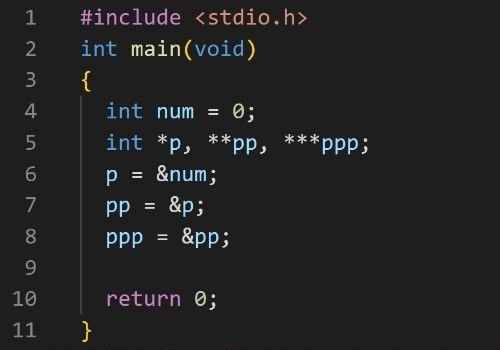 1 #include <stdio.h>
2 int main(void)
3 {
4 int num = 0;
5 int *p, **pp, ***ppp;
6 p = &num;
7 pp = &p;
8 ppp = &pp;
9
10 return 0;
11 }